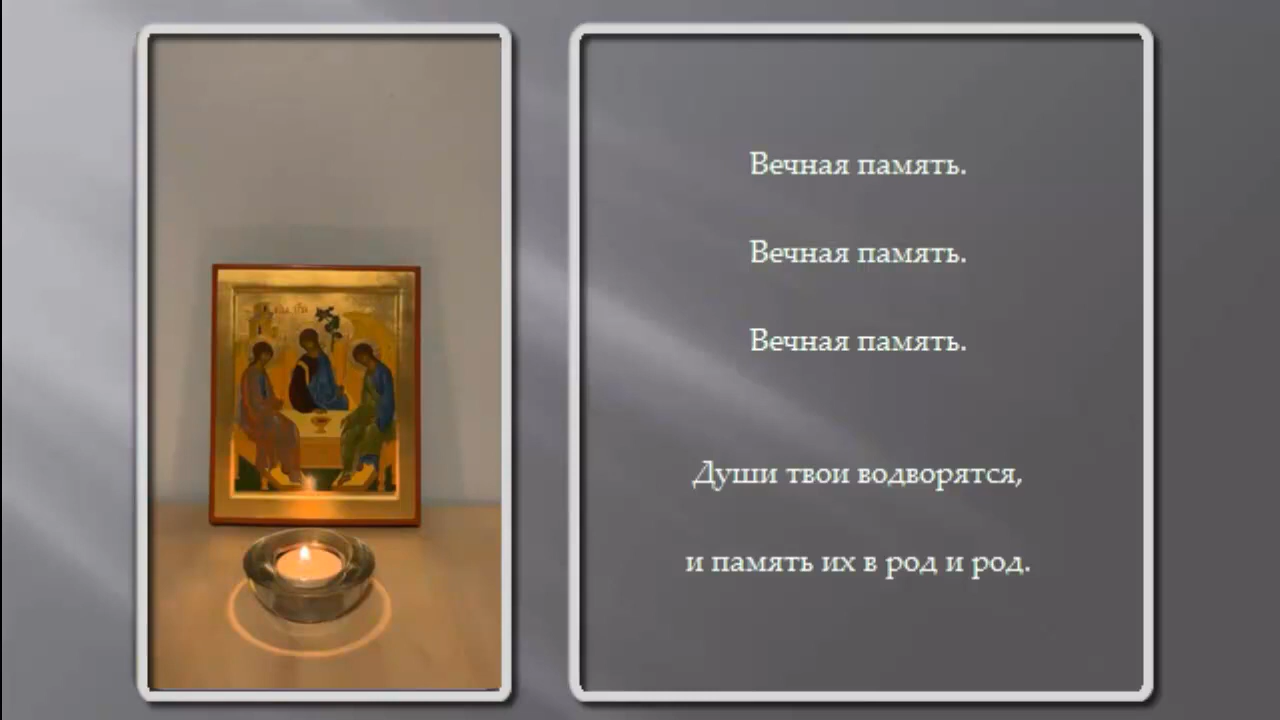 Вечная память.
Вечная память.
Вечная память.
Души твои водворятся,
и память их в род и род.